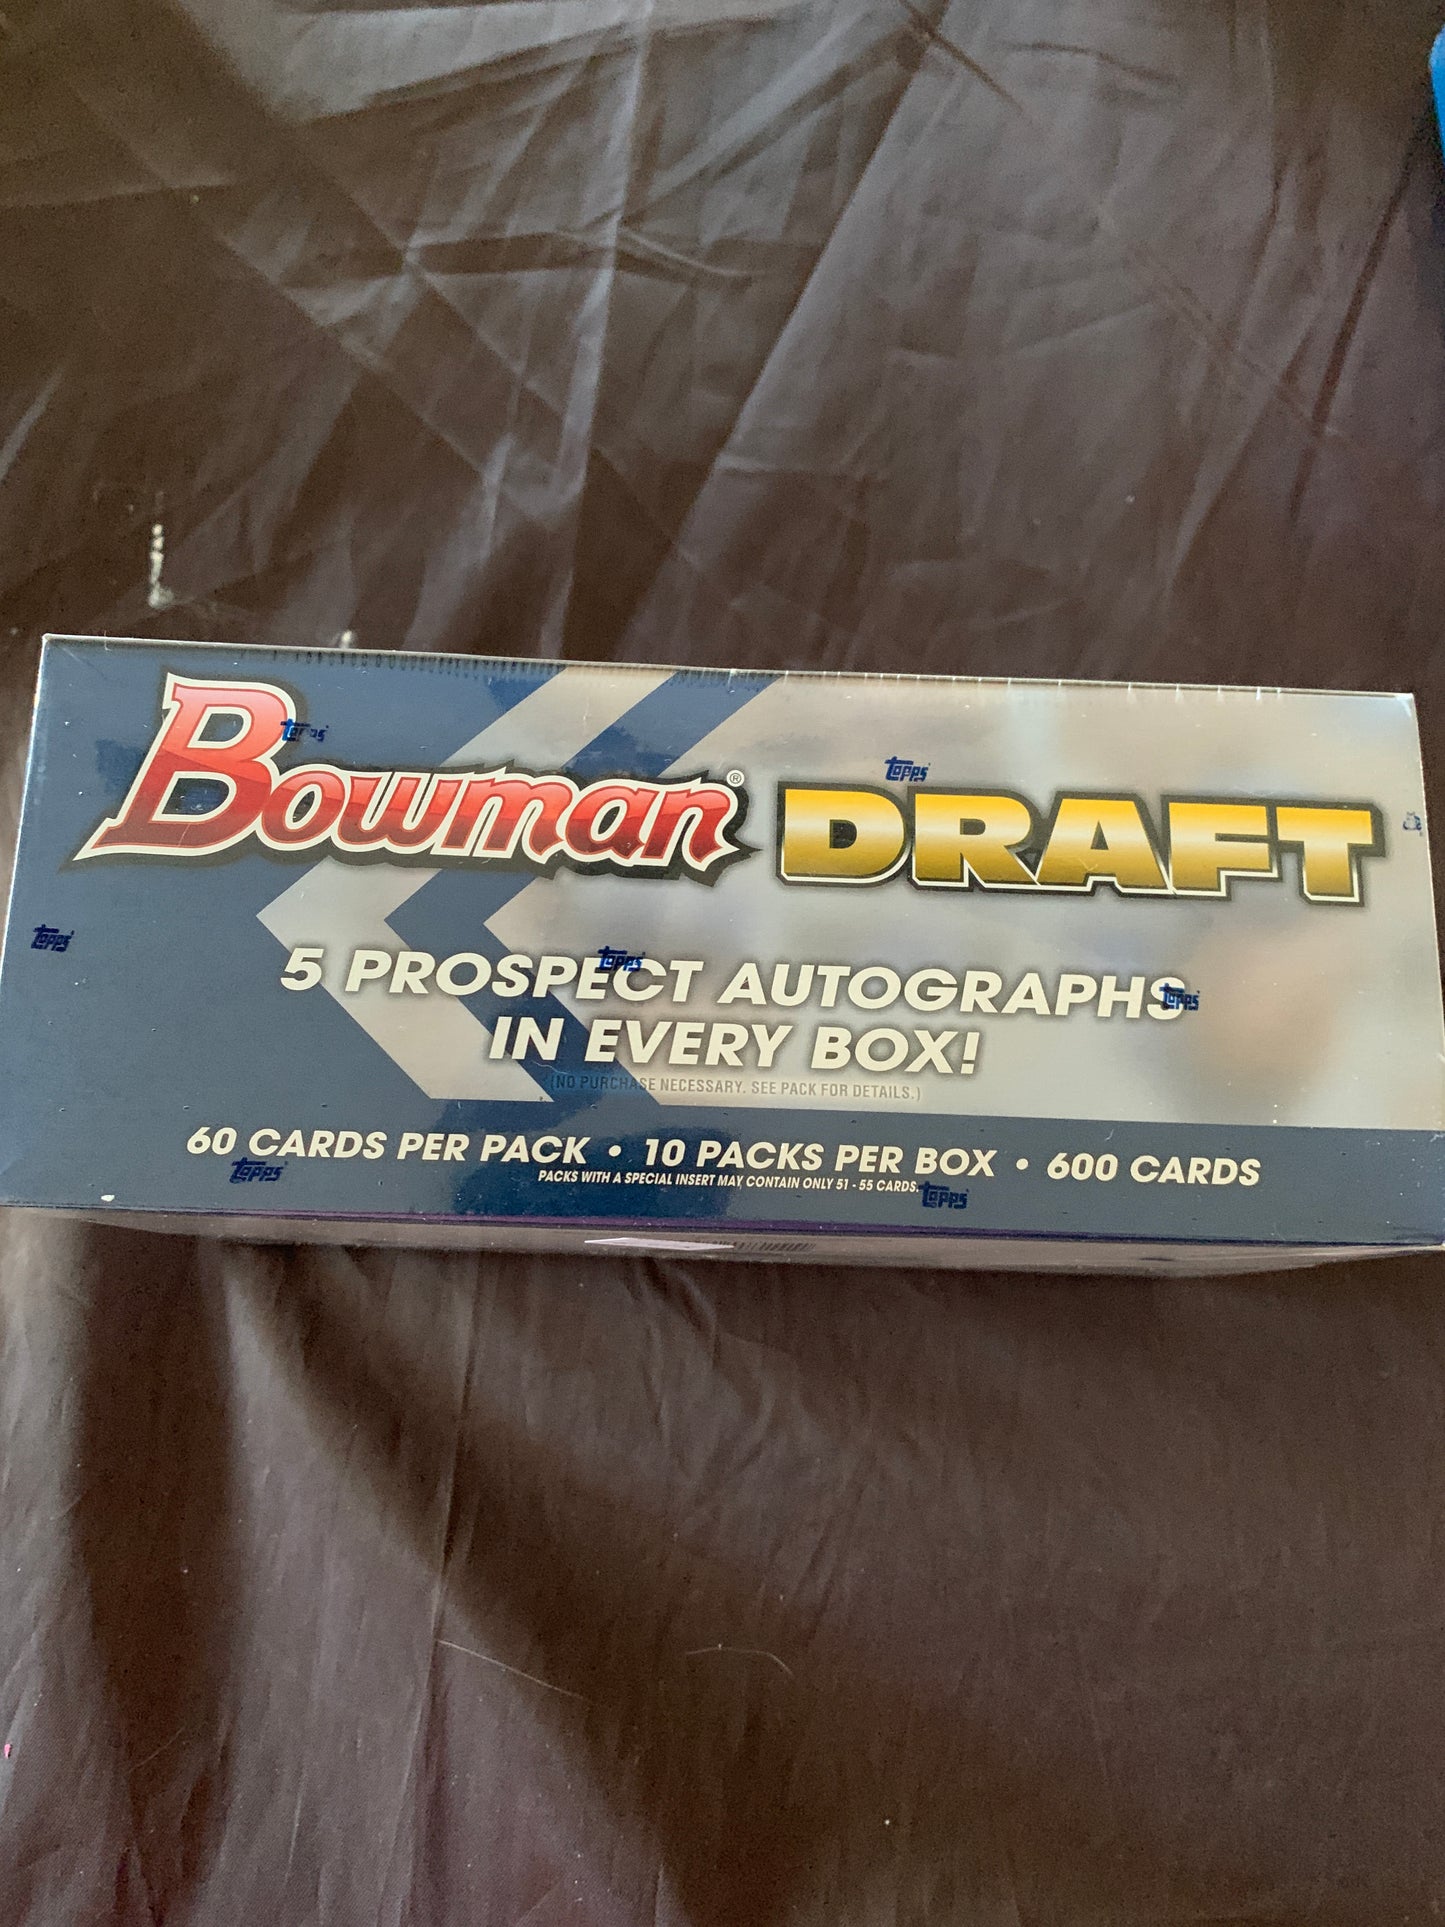 Bowman® DRAFT
5 PROSPECT AUTOGRAPHS
IN EVERY BOX!
(NO PURCHASE NECESSARY. SEE PACK FOR DETAILS.)
60 CARDS PER PACK • 10 PACKS PER BOX • 600 CARDS
PACKS WITH A SPECIAL INSERT MAY CONTAIN ONLY 51 - 55 CARDS.
Topps
Topps
Topps
Topps
Topps
Topps
Topps